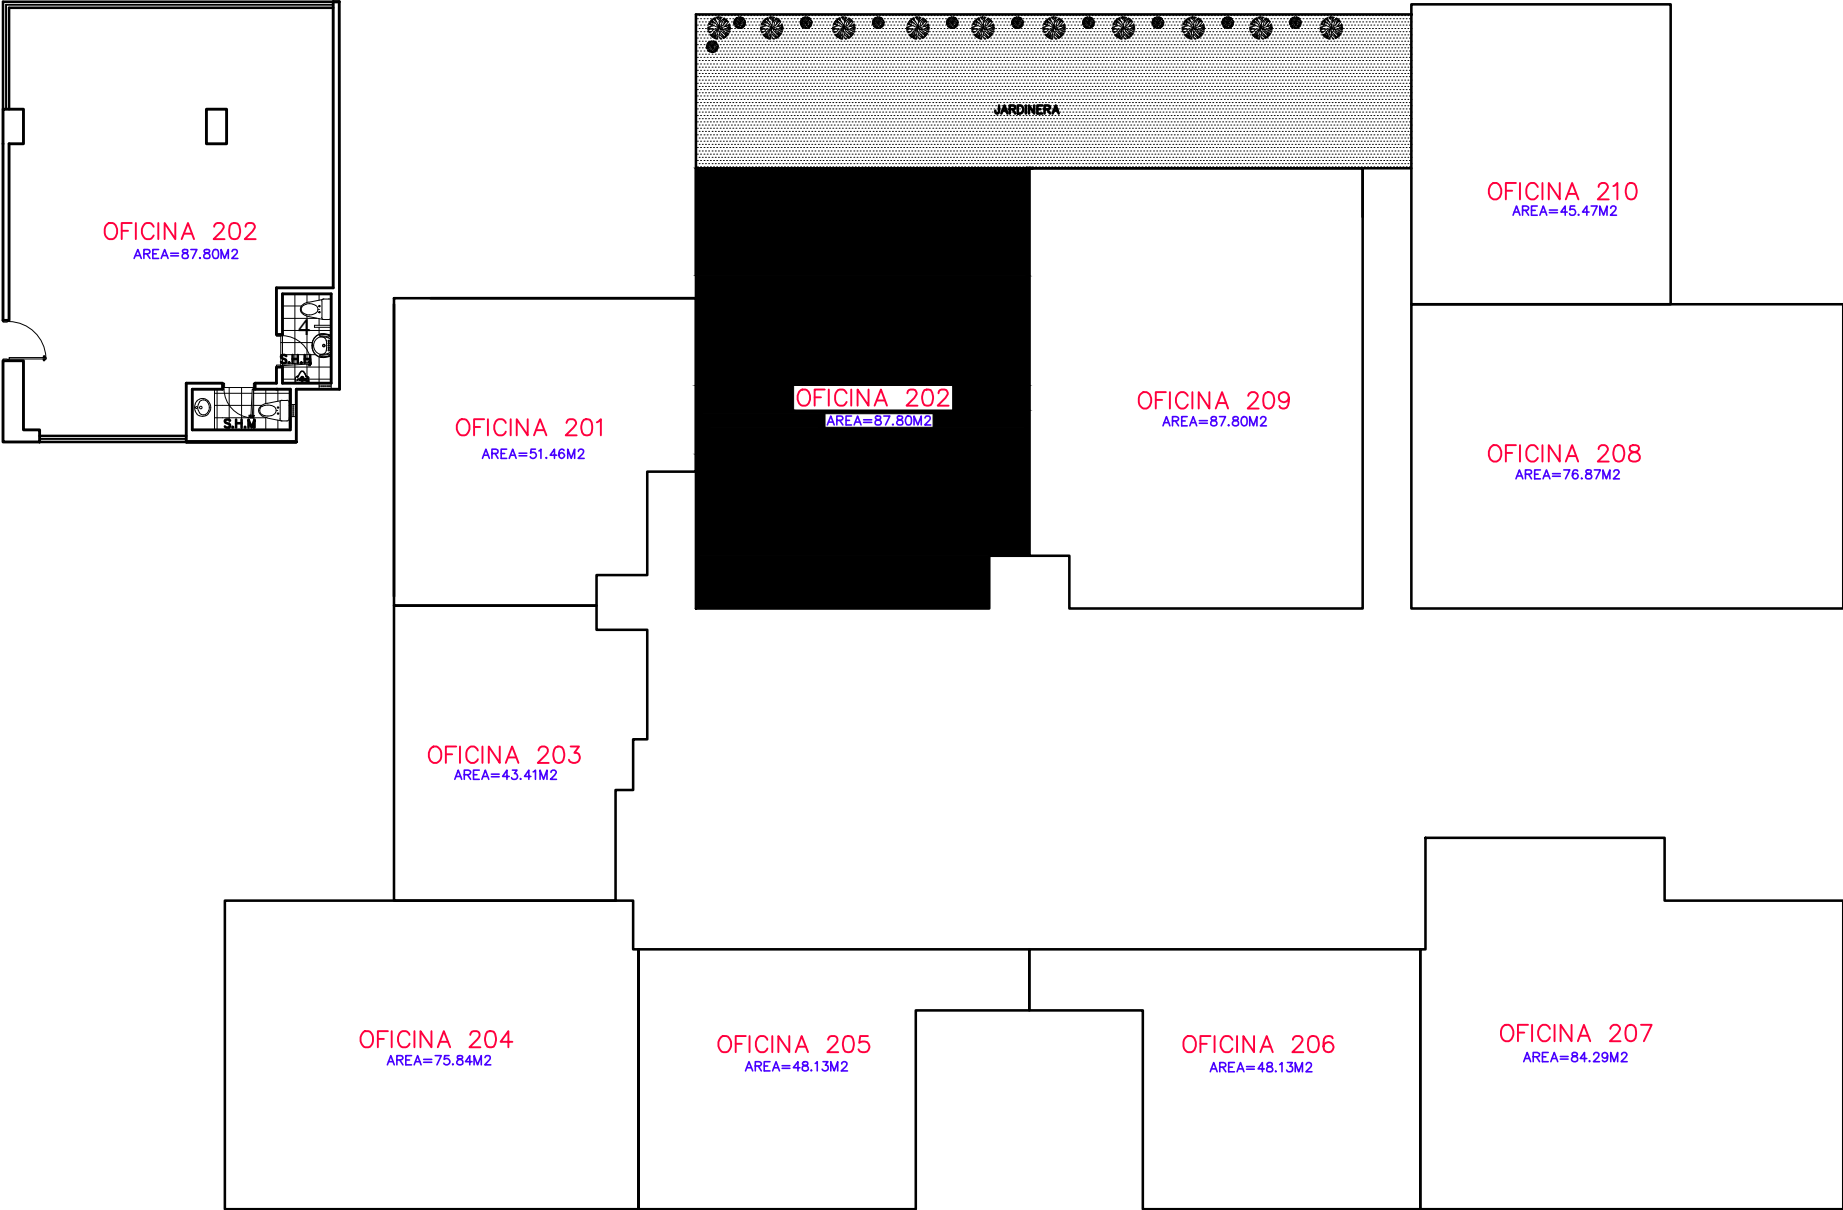 OFICINA 202
AREA=87.80M2
4
S.H.H
S.H.M
JARDINERA
OFICINA 210
AREA=45.47M2
OFICINA 202
AREA=87.80M2
OFICINA 209
AREA=87.80M2
OFICINA 201
AREA=51.46M2
OFICINA 208
AREA=76.87M2
OFICINA 203
AREA=43.41M2
OFICINA 204
AREA=75.84M2
OFICINA 205
AREA=48.13M2
OFICINA 206
AREA=48.13M2
OFICINA 207
AREA=84.29M2